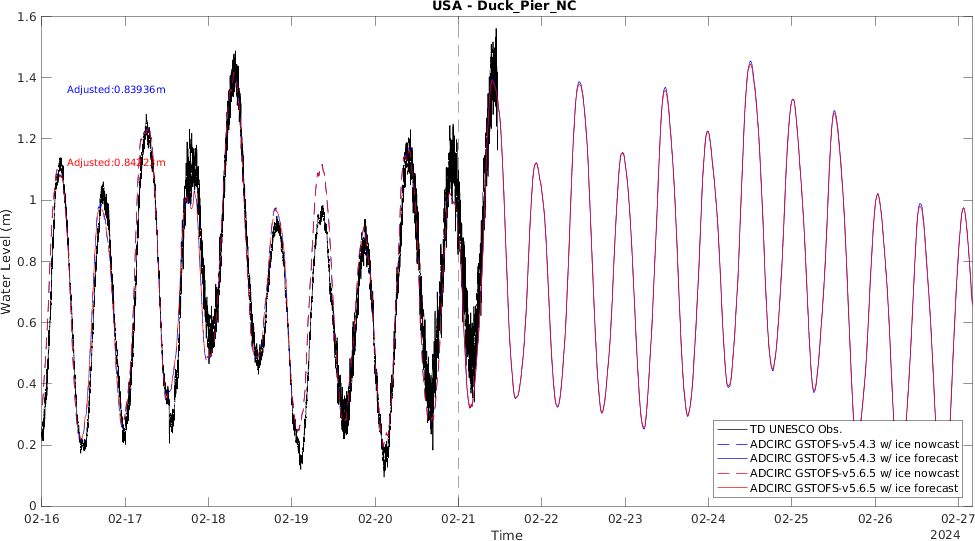 USA - Duck_Pier_NC
1.6
1.4
1.2
1
0.8
0.6
0.4
0.2
0
Water Level (m)
Adjusted:0.83936m
TD UNESCO Obs.
ADCIRC GSTOFS-v5.4.3 w/ ice nowcast
ADCIRC GSTOFS-v5.4.3 w/ ice forecast
ADCIRC GSTOFS-v5.6.5 w/ ice nowcast
ADCIRC GSTOFS-v5.6.5 w/ ice forecast
02-16 02-17 02-18 02-19 02-20 02-21 02-22 02-23 02-24 02-25 02-26 02-27
Time
2024